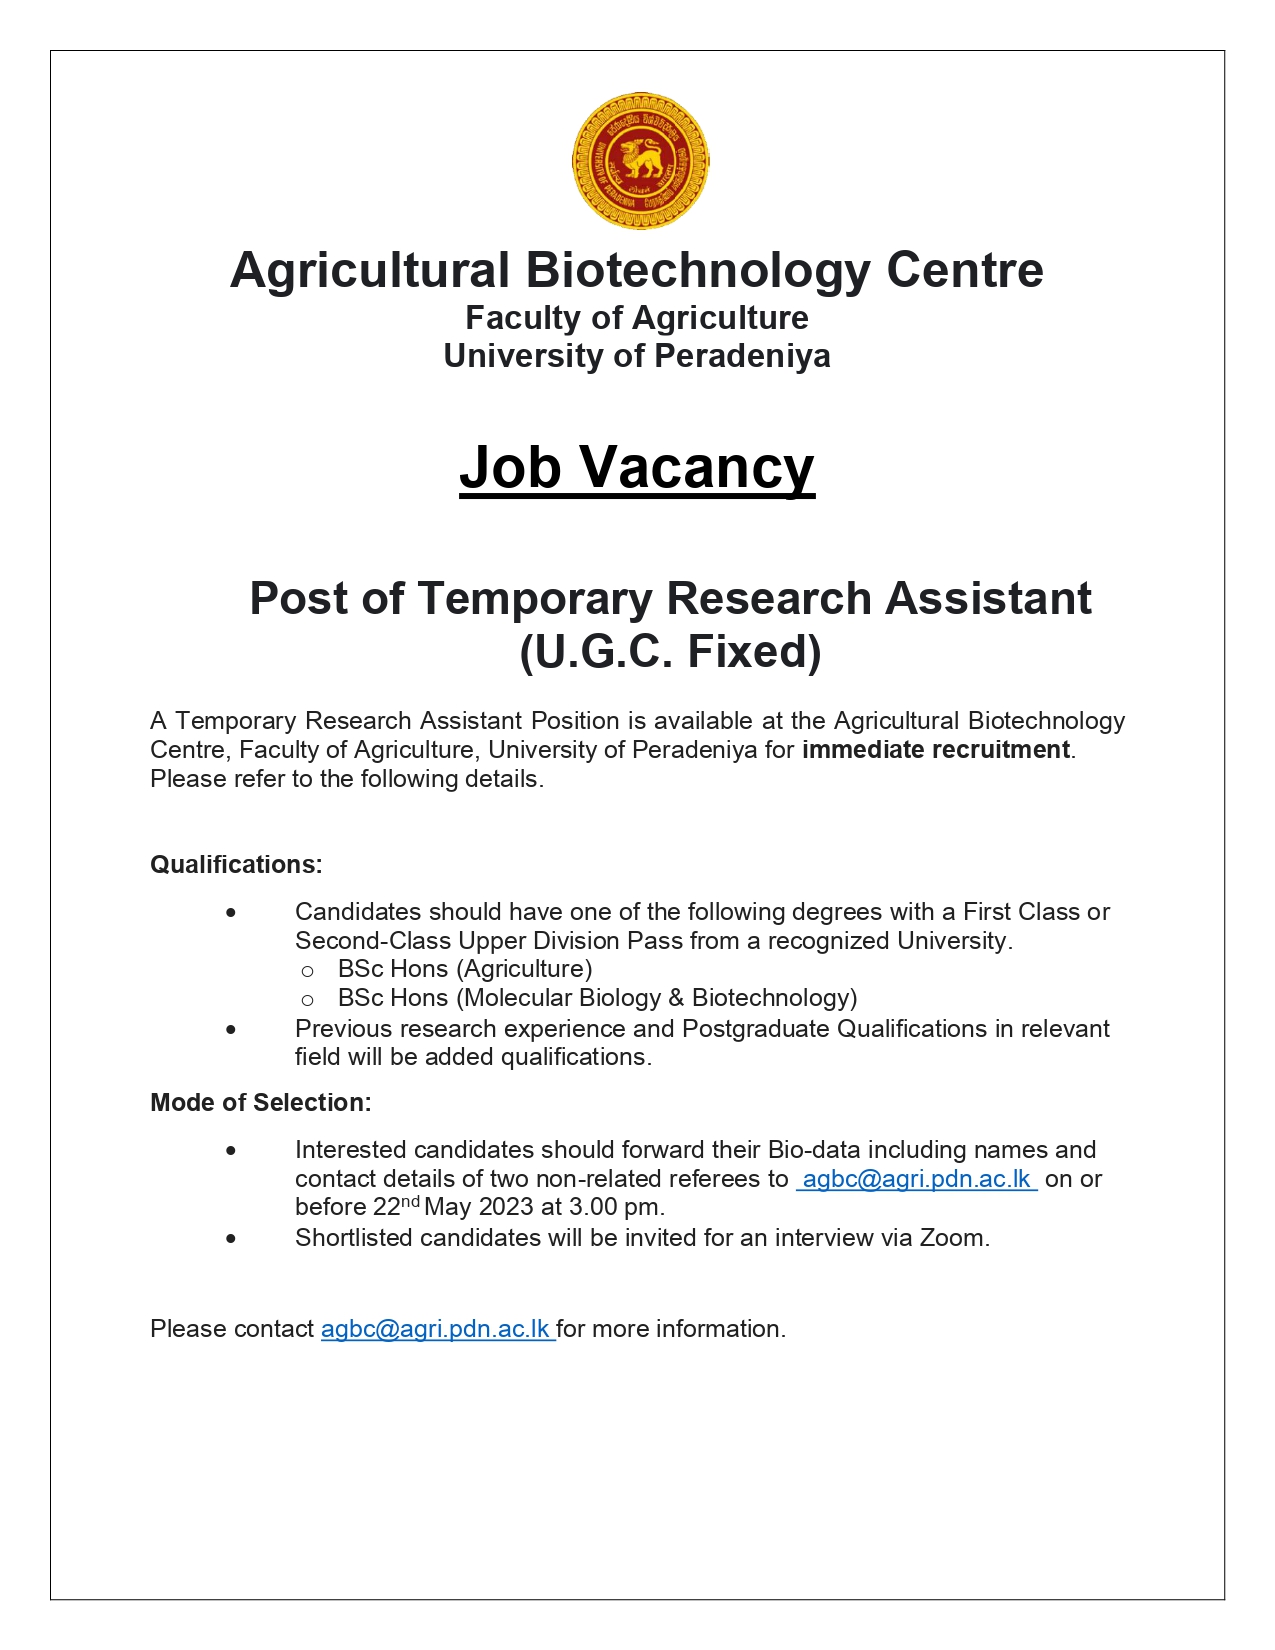 UNIVERSITY OF PERADENIYA
Agricultural Biotechnology Centre
Faculty of Agriculture
University of Peradeniya
Job Vacancy
Post of Temporary Research Assistant
(U.G.C. Fixed)
A Temporary Research Assistant Position is available at the Agricultural Biotechnology
Centre, Faculty of Agriculture, University of Peradeniya for immediate recruitment.
Please refer to the following details.
Qualifications:
• Candidates should have one of the following degrees with a First Class or
Second-Class Upper Division Pass from a recognized University.
o BSc Hons (Agriculture)
o BSc Hons (Molecular Biology & Biotechnology)
• Previous research experience and Postgraduate Qualifications in relevant
field will be added qualifications.
Mode of Selection:
• Interested candidates should forward their Bio-data including names and
contact details of two non-related referees to agbc@agri.pdn.ac.lk on or
before 22nd May 2023 at 3.00 pm.
• Shortlisted candidates will be invited for an interview via Zoom.
Please contact agbc@agri.pdn.ac.lk for more information.